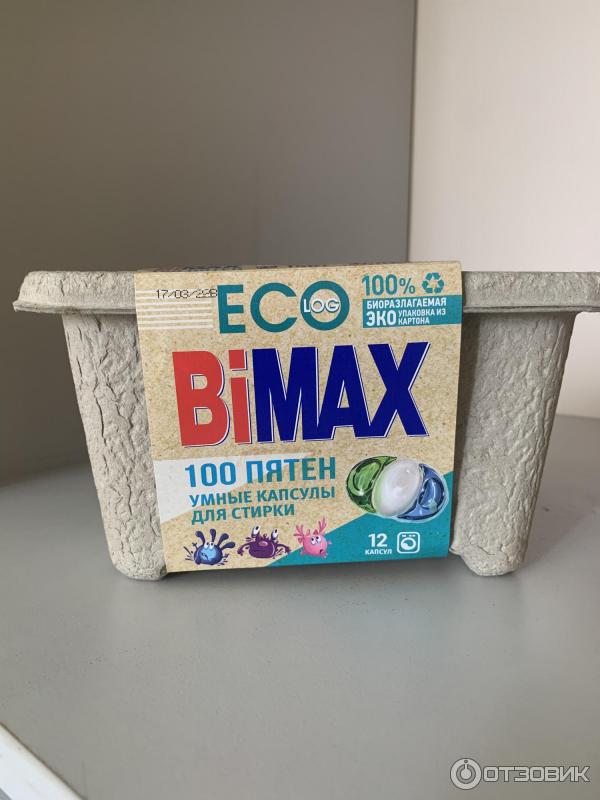 17/03/22B
ECO
LOG
100%
БИОРАЗЛАГАЕМАЯ
ЭКО УПАКОВКА ИЗ
КАРТОНА
BiMAX
100 ПЯТЕН
УМНЫЕ КАПСУЛЫ
ДЛЯ СТИРКИ
12
КАПСУЛ
ОТЗОВИК